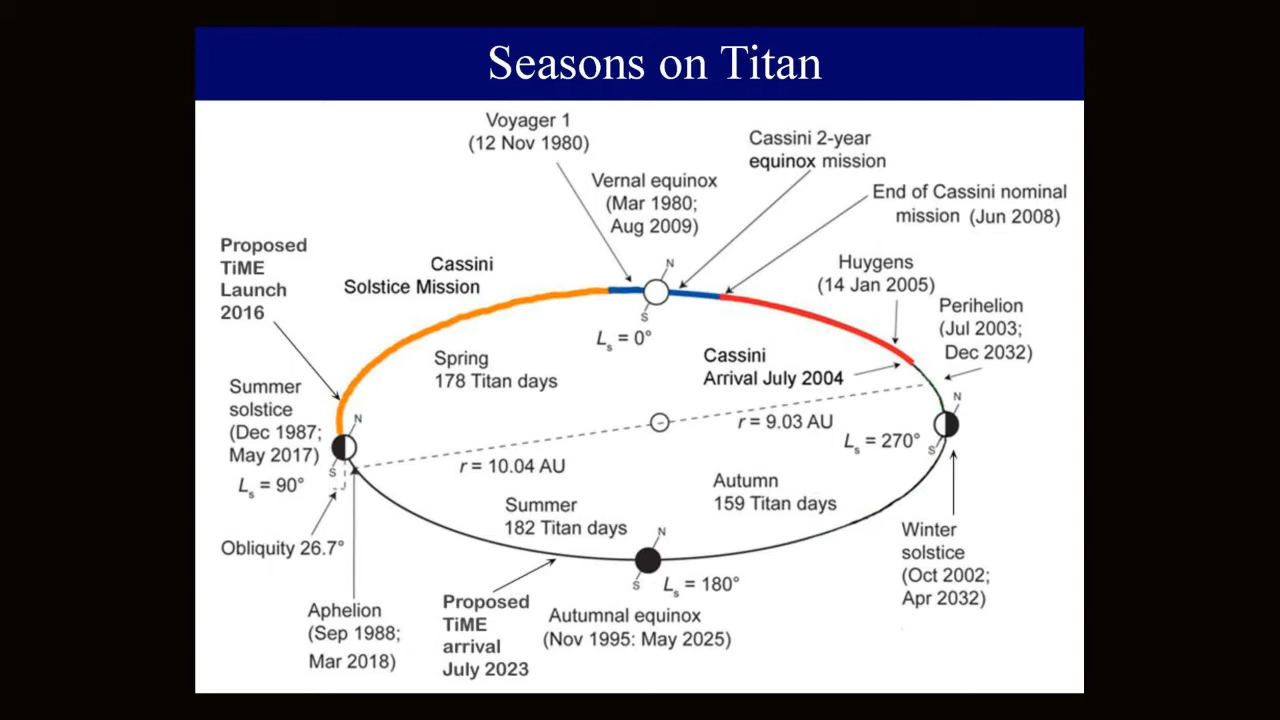 Seasons on Titan
Voyager 1
(12 Nov 1980)
Cassini 2-year
equinox mission
Vernal equinox
(Mar 1980;
Aug 2009)
End of Cassini nominal
mission (Jun 2008)
Proposed
TiME
Launch
2016
Cassini
Solstice Mission
N
S
Huygens
(14 Jan 2005)
Perihelion
(Jul 2003;
Dec 2032)
Lₛ = 0°
Spring
178 Titan days
Cassini
Arrival July 2004
Summer
solstice
(Dec 1987;
May 2017)
N
S
N
S
r = 9.03 AU
Lₛ = 270°
r = 10.04 AU
Lₛ = 90°
Autumn
159 Titan days
Summer
182 Titan days
Obliquity 26.7°
N
S
Lₛ = 180°
Winter
solstice
(Oct 2002;
Apr 2032)
Aphelion
(Sep 1988;
Mar 2018)
Proposed
TiME
arrival
July 2023
Autumnal equinox
(Nov 1995: May 2025)